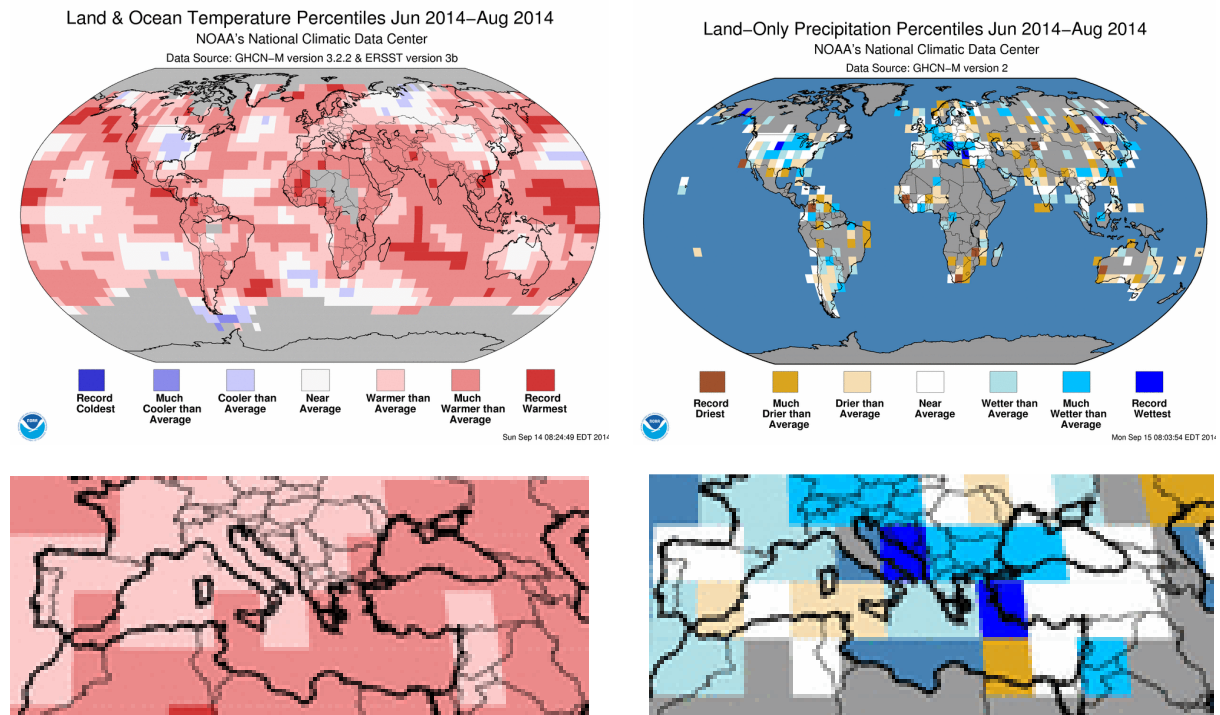 Land & Ocean Temperature Percentiles Jun 2014–Aug 2014
NOAA's National Climatic Data Center
Data Source: GHCN–M version 3.2.2 & ERSST version 3b
Record
Coldest
Much
Cooler than
Average
Cooler than
Average
Near
Average
Warmer than
Average
Much
Warmer than
Average
Record
Warmest
Sun Sep 14 08:24:49 EDT 2014
Land–Only Precipitation Percentiles Jun 2014–Aug 2014
NOAA's National Climatic Data Center
Data Source: GHCN–M version 2
Record
Driest
Much
Drier than
Average
Drier than
Average
Near
Average
Wetter than
Average
Much
Wetter than
Average
Record
Wettest
Mon Sep 15 08:03:54 EDT 2014